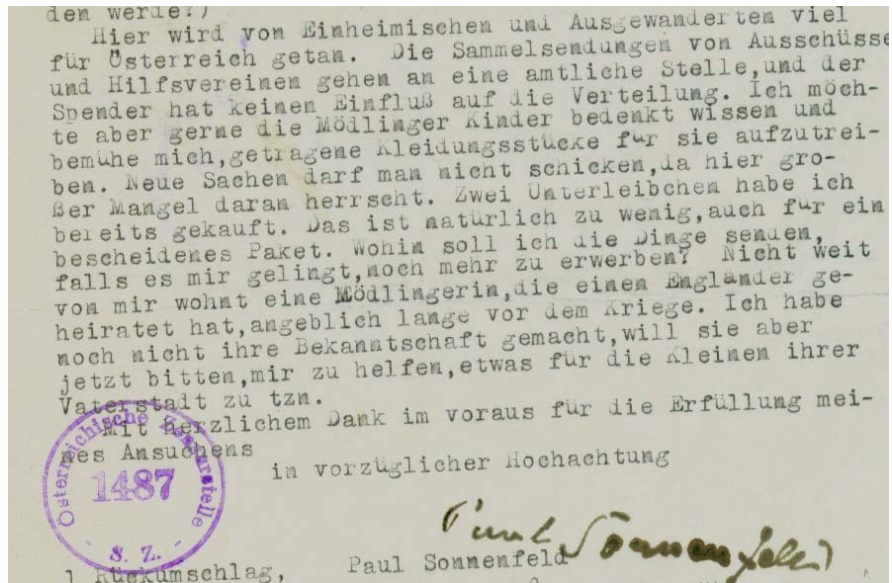 den werde!)
Hier wird von Einheimischen und Ausgewanderten viel
für Österreich getan. Die Sammelsendungen von Ausschüsse
und Hilfsvereinen gehen an eine amtliche Stelle,und der
Spender hat keinen Einfluß auf die Verteilung. Ich möch-
te aber gerne die Mödlinger Kinder bedenkt wissen und
bemühe mich,getragene Kleidungsstücke für sie aufzutrei-
ben. Neue Sachen darf man nicht schicken,da hier gro-
ßer Mangel daran herrscht. Zwei Unterleibchen habe ich
bereits gekauft. Das ist natürlich zu wenig,auch für ein
bescheidenes Paket. Wohin soll ich die Dinge senden,
falls es mir gelingt,noch mehr zu erwerben? Nicht weit
von mir wohnt eine Mödlingerin,die einen Engländer ge-
heiratet hat,angeblich lange vor dem Kriege. Ich habe
noch nicht ihre Bekanntschaft gemacht,will sie aber
jetzt bitten,mir zu helfen,etwas für die Kleinen ihrer
Vaterstadt zu tzn.
Mit herzlichem Dank im voraus für die Erfüllung mei-
nes Ansuchens
in vorzüglicher Hochachtung
Österreichische
1487
S. Z.
Paul Sonnenfeld
1 Rückumschlag, Paul Sonnenfeld